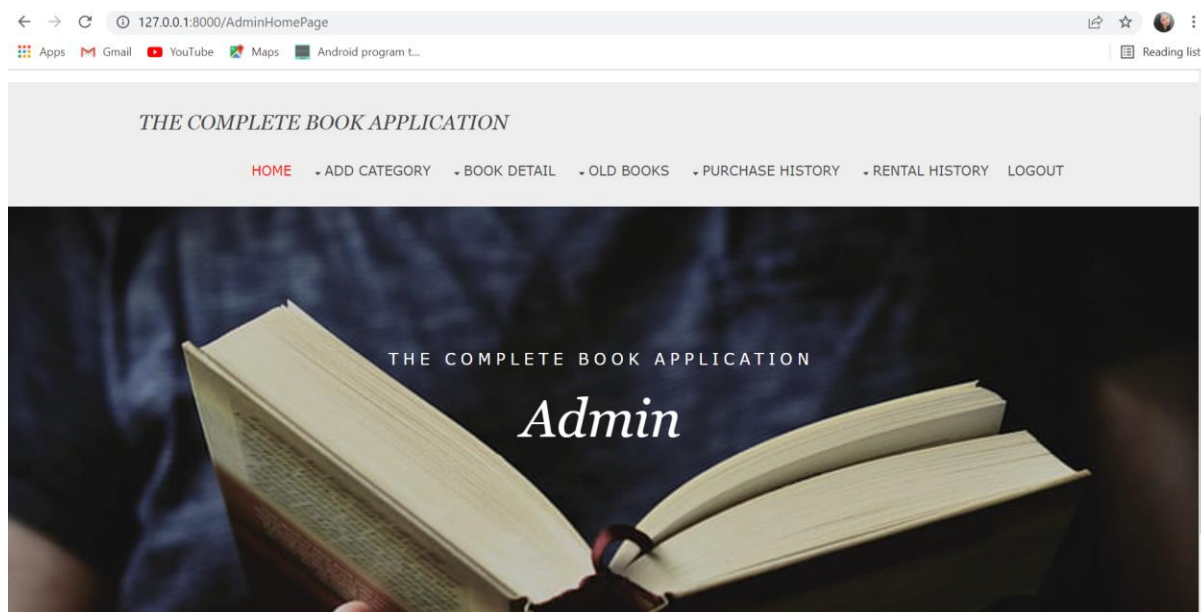 127.0.0.1:8000/AdminHomePage
Apps Gmail YouTube Maps Android program t... Reading list
THE COMPLETE BOOK APPLICATION
HOME ADD CATEGORY BOOK DETAIL OLD BOOKS PURCHASE HISTORY RENTAL HISTORY LOGOUT
THE COMPLETE BOOK APPLICATION
Admin